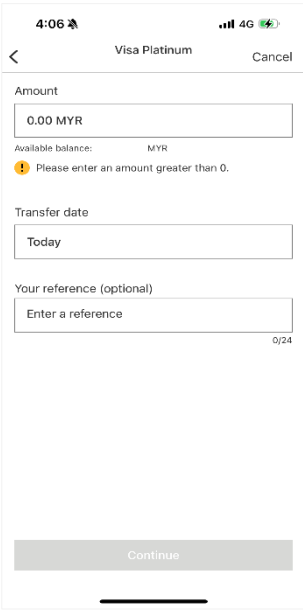 4:06 4G
Visa Platinum
Cancel
Amount
0.00 MYR
Available balance: MYR
Please enter an amount greater than 0.
Transfer date
Today
Your reference (optional)
Enter a reference
0/24
Continue